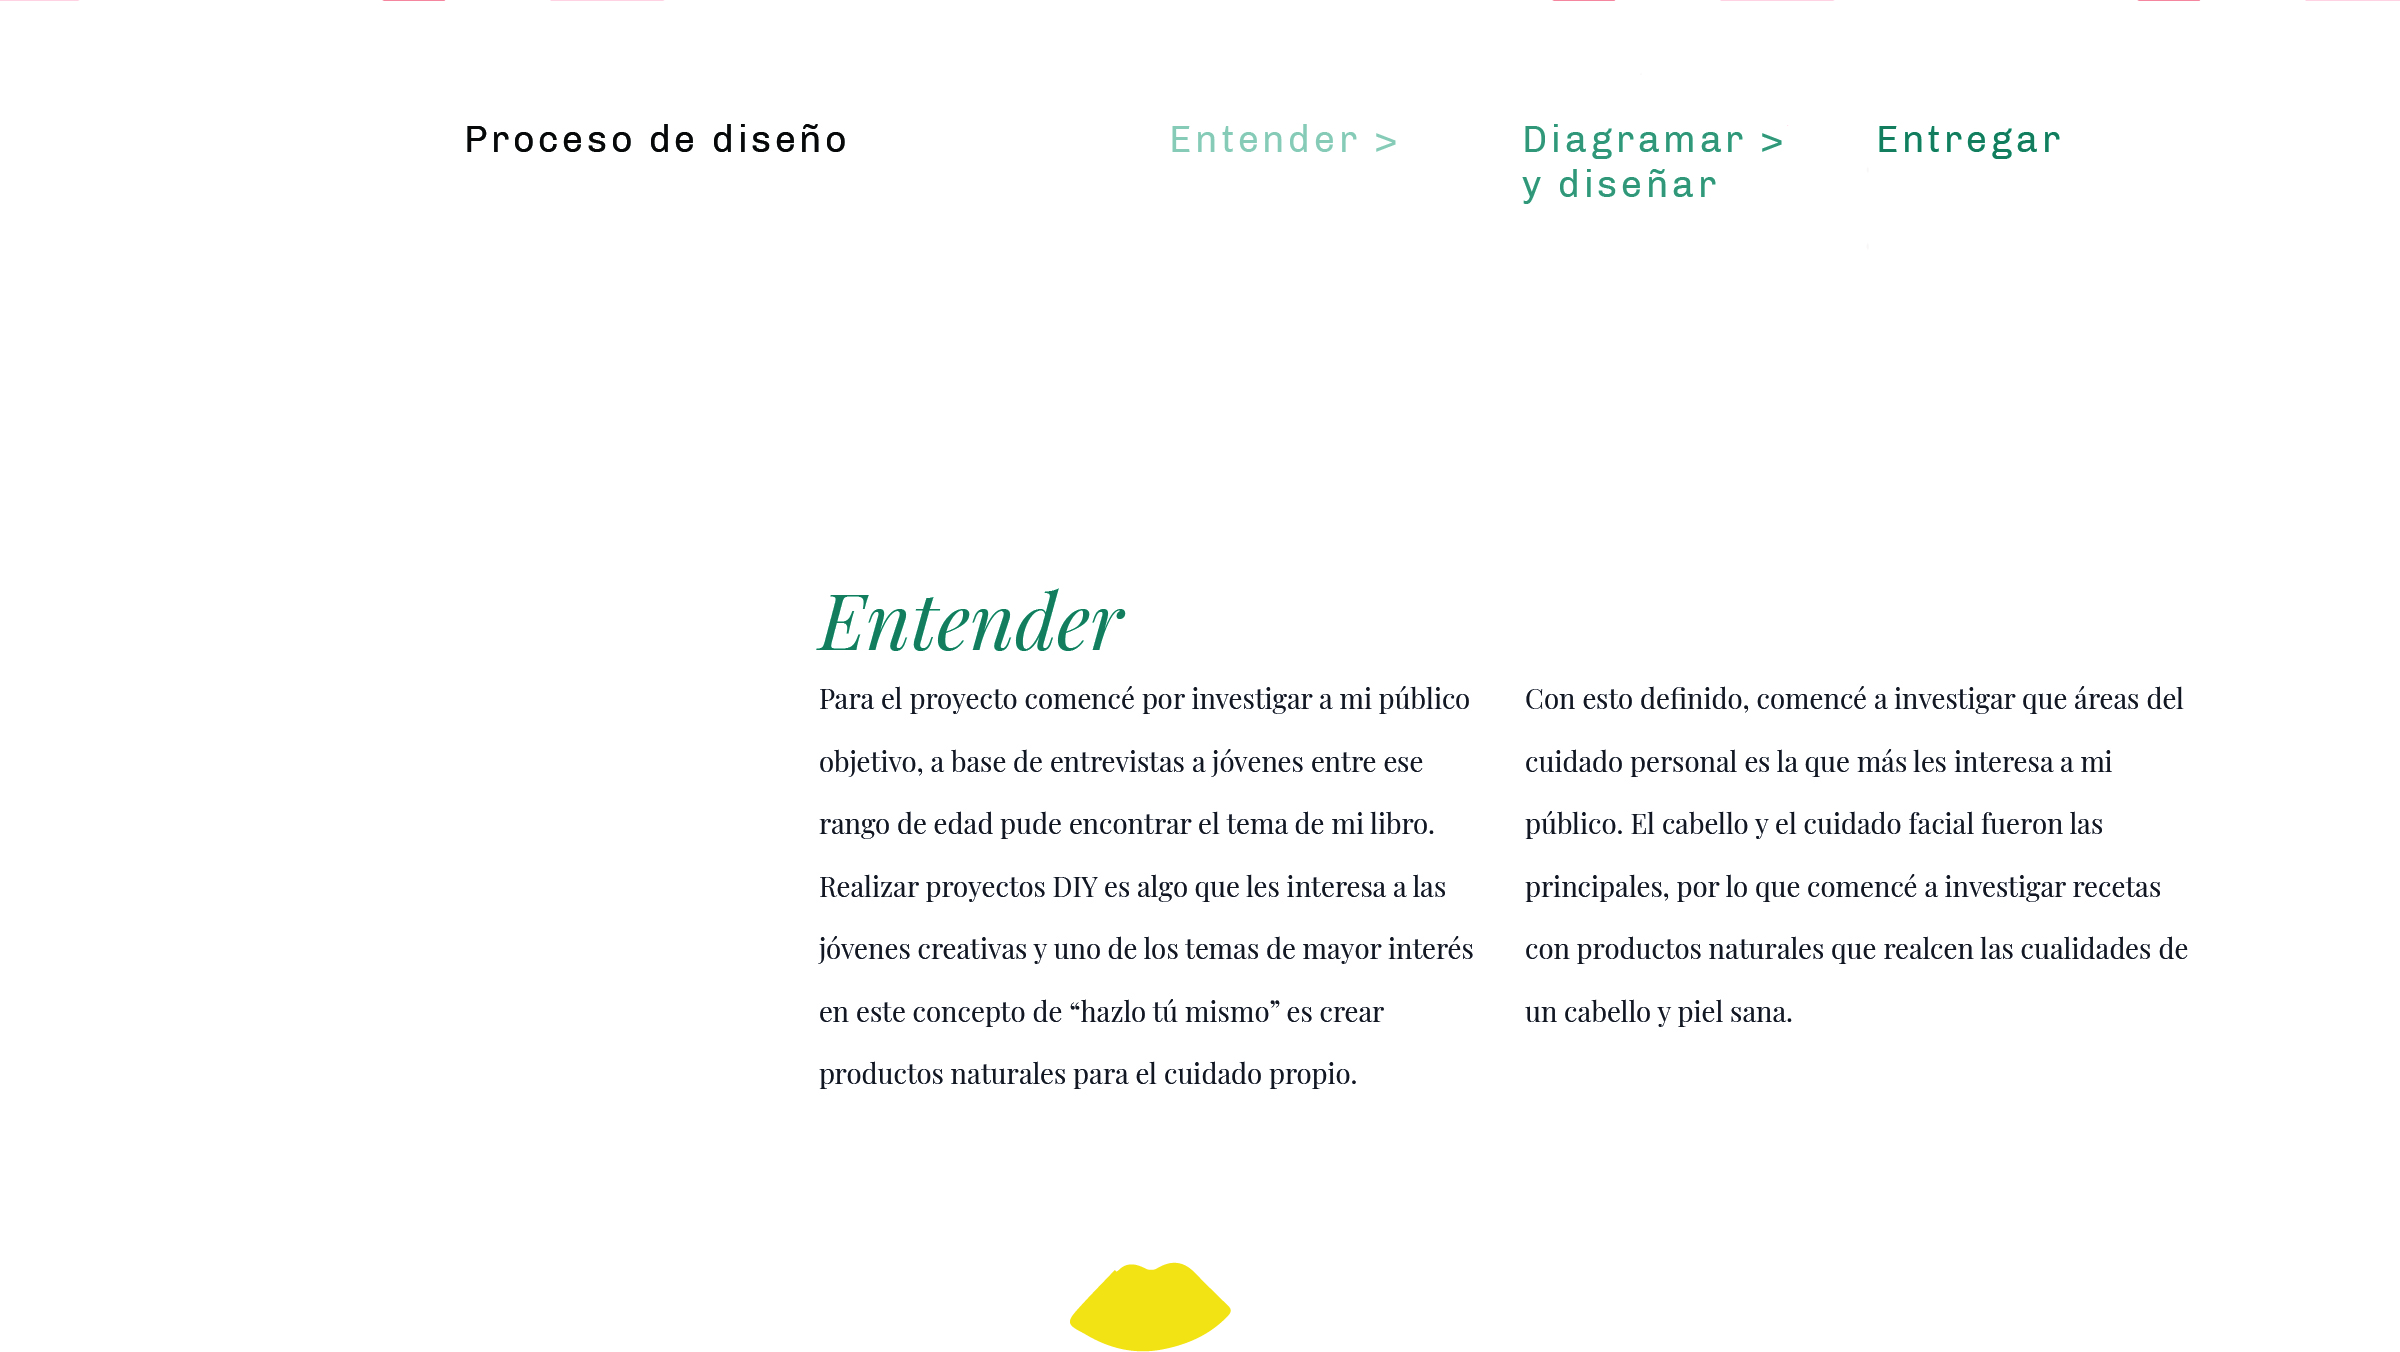 Proceso de diseño
Entender >
Diagramar >
y diseñar
Entregar
Entender
Para el proyecto comencé por investigar a mi público
objetivo, a base de entrevistas a jóvenes entre ese
rango de edad pude encontrar el tema de mi libro.
Realizar proyectos DIY es algo que les interesa a las
jóvenes creativas y uno de los temas de mayor interés
en este concepto de “hazlo tú mismo” es crear
productos naturales para el cuidado propio.
Con esto definido, comencé a investigar que áreas del
cuidado personal es la que más les interesa a mi
público. El cabello y el cuidado facial fueron las
principales, por lo que comencé a investigar recetas
con productos naturales que realcen las cualidades de
un cabello y piel sana.